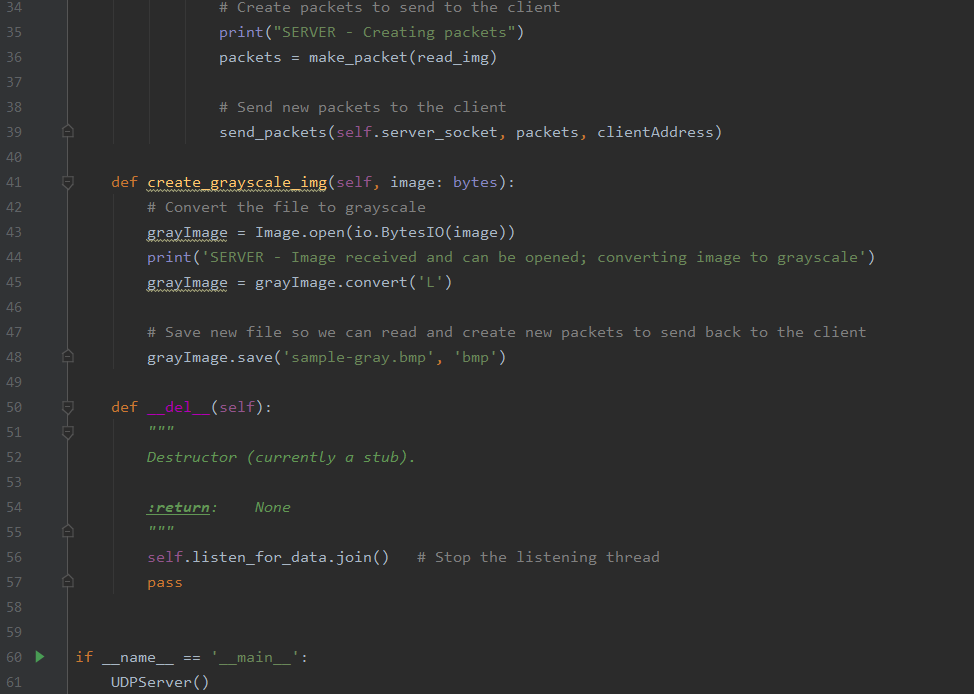 34 # Create packets to send to the client
35 print("SERVER - Creating packets")
36 packets = make_packet(read_img)
37
38 # Send new packets to the client
39 send_packets(self.server_socket, packets, clientAddress)
40
41 def create_grayscale_img(self, image: bytes):
42 # Convert the file to grayscale
43 grayImage = Image.open(io.BytesIO(image))
44 print('SERVER - Image received and can be opened; converting image to grayscale')
45 grayImage = grayImage.convert('L')
46
47 # Save new file so we can read and create new packets to send back to the client
48 grayImage.save('sample-gray.bmp', 'bmp')
49
50 def __del__(self):
51 """
52 Destructor (currently a stub).
53
54 :return: None
55 """
56 self.listen_for_data.join() # Stop the listening thread
57 pass
58
59
60 if __name__ == '__main__':
61 UDPServer()